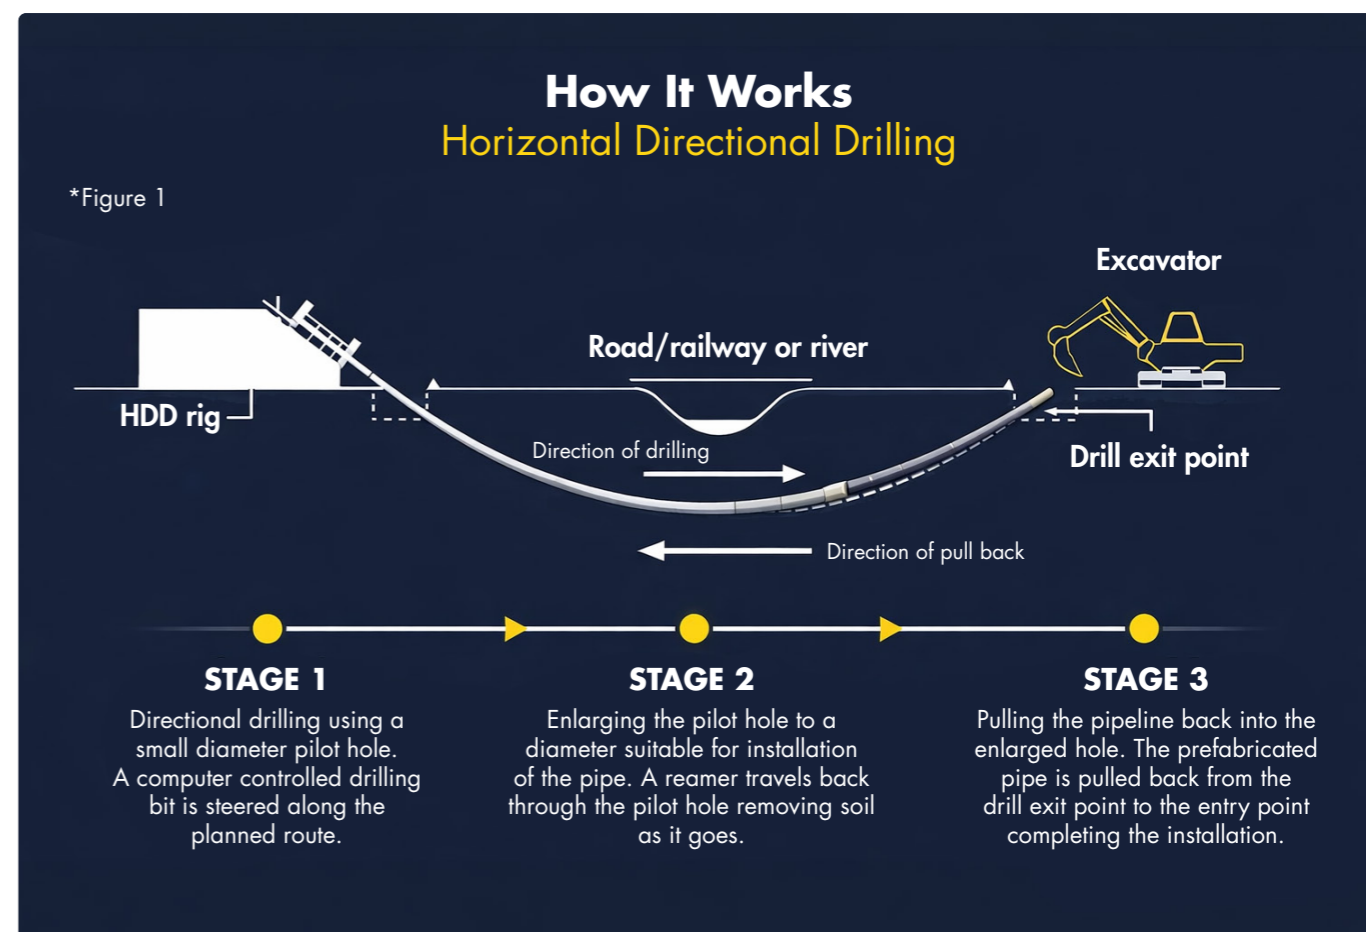 How It Works
Horizontal Directional Drilling
*Figure 1
Excavator
Road/railway or river
HDD rig
Direction of drilling
Drill exit point
Direction of pull back
STAGE 1
Directional drilling using a
small diameter pilot hole.
A computer controlled drilling
bit is steered along the
planned route.
STAGE 2
Enlarging the pilot hole to a
diameter suitable for installation
of the pipe. A reamer travels back
through the pilot hole removing soil
as it goes.
STAGE 3
Pulling the pipeline back into the
enlarged hole. The prefabricated
pipe is pulled back from the
drill exit point to the entry point
completing the installation.